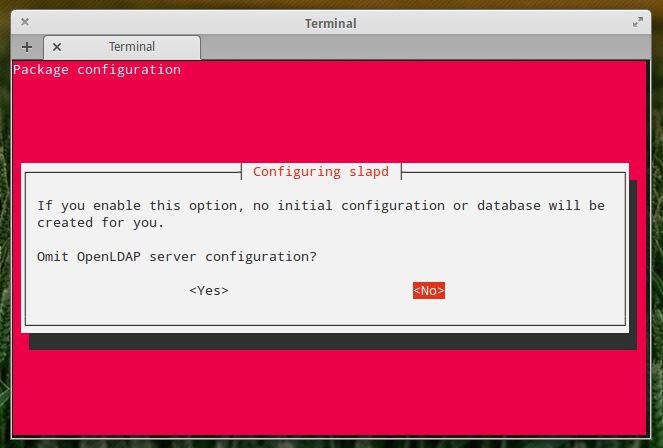 Terminal
Terminal
Package configuration
Configuring slapd
If you enable this option, no initial configuration or database will be
created for you.
Omit OpenLDAP server configuration?
<Yes> <No>